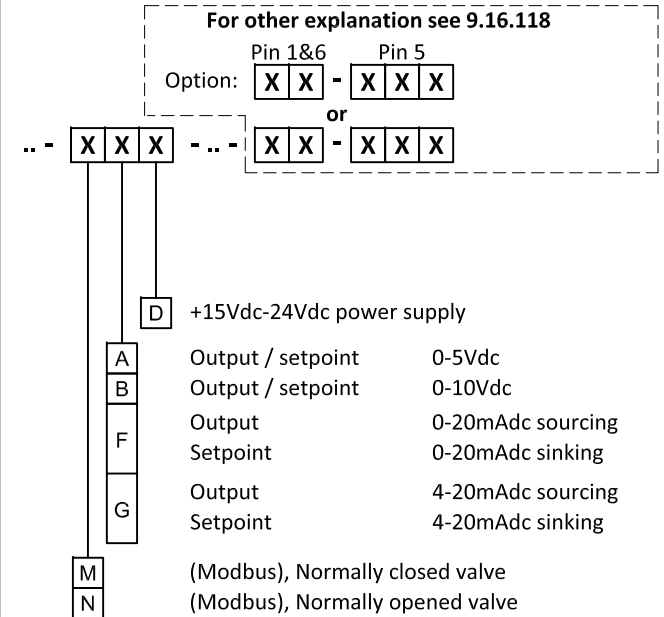 For other explanation see 9.16.118
Pin 1&6 Pin 5
Option: X X - X X X
or
.. - X X X - .. - X X - X X X
D +15Vdc-24Vdc power supply
A Output / setpoint 0-5Vdc
B Output / setpoint 0-10Vdc
F Output 0-20mAdc sourcing
Setpoint 0-20mAdc sinking
G Output 4-20mAdc sourcing
Setpoint 4-20mAdc sinking
M (Modbus), Normally closed valve
N (Modbus), Normally opened valve